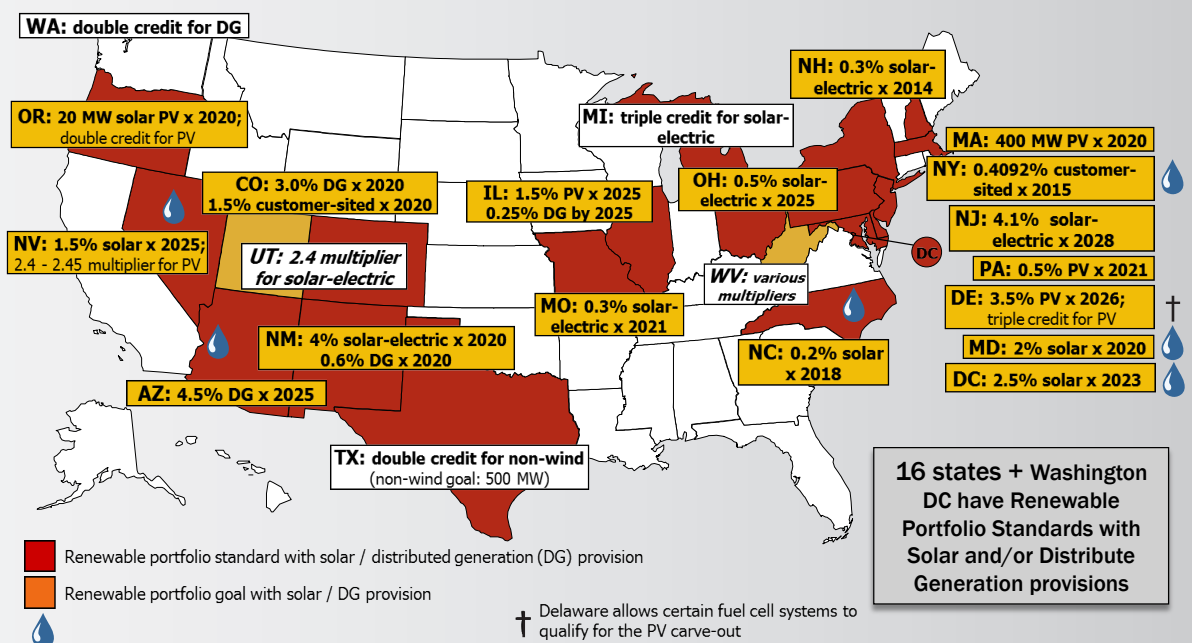 WA: double credit for DG
NH: 0.3% solar-
electric x 2014
OR: 20 MW solar PV x 2020;
double credit for PV
MI: triple credit for solar-
electric
MA: 400 MW PV x 2020
NY: 0.4092% customer-
sited x 2015
CO: 3.0% DG x 2020
1.5% customer-sited x 2020
IL: 1.5% PV x 2025
0.25% DG by 2025
OH: 0.5% solar-
electric x 2025
NJ: 4.1% solar-
electric x 2028
NV: 1.5% solar x 2025;
2.4 - 2.45 multiplier for PV
UT: 2.4 multiplier
for solar-electric
DC
WV: various
multipliers
PA: 0.5% PV x 2021
DE: 3.5% PV x 2026;
triple credit for PV
†
MO: 0.3% solar-
electric x 2021
NM: 4% solar-electric x 2020
0.6% DG x 2020
NC: 0.2% solar
x 2018
MD: 2% solar x 2020
DC: 2.5% solar x 2023
AZ: 4.5% DG x 2025
TX: double credit for non-wind
(non-wind goal: 500 MW)
16 states + Washington
DC have Renewable
Portfolio Standards with
Solar and/or Distribute
Generation provisions
Renewable portfolio standard with solar / distributed generation (DG) provision
Renewable portfolio goal with solar / DG provision
† Delaware allows certain fuel cell systems to
qualify for the PV carve-out